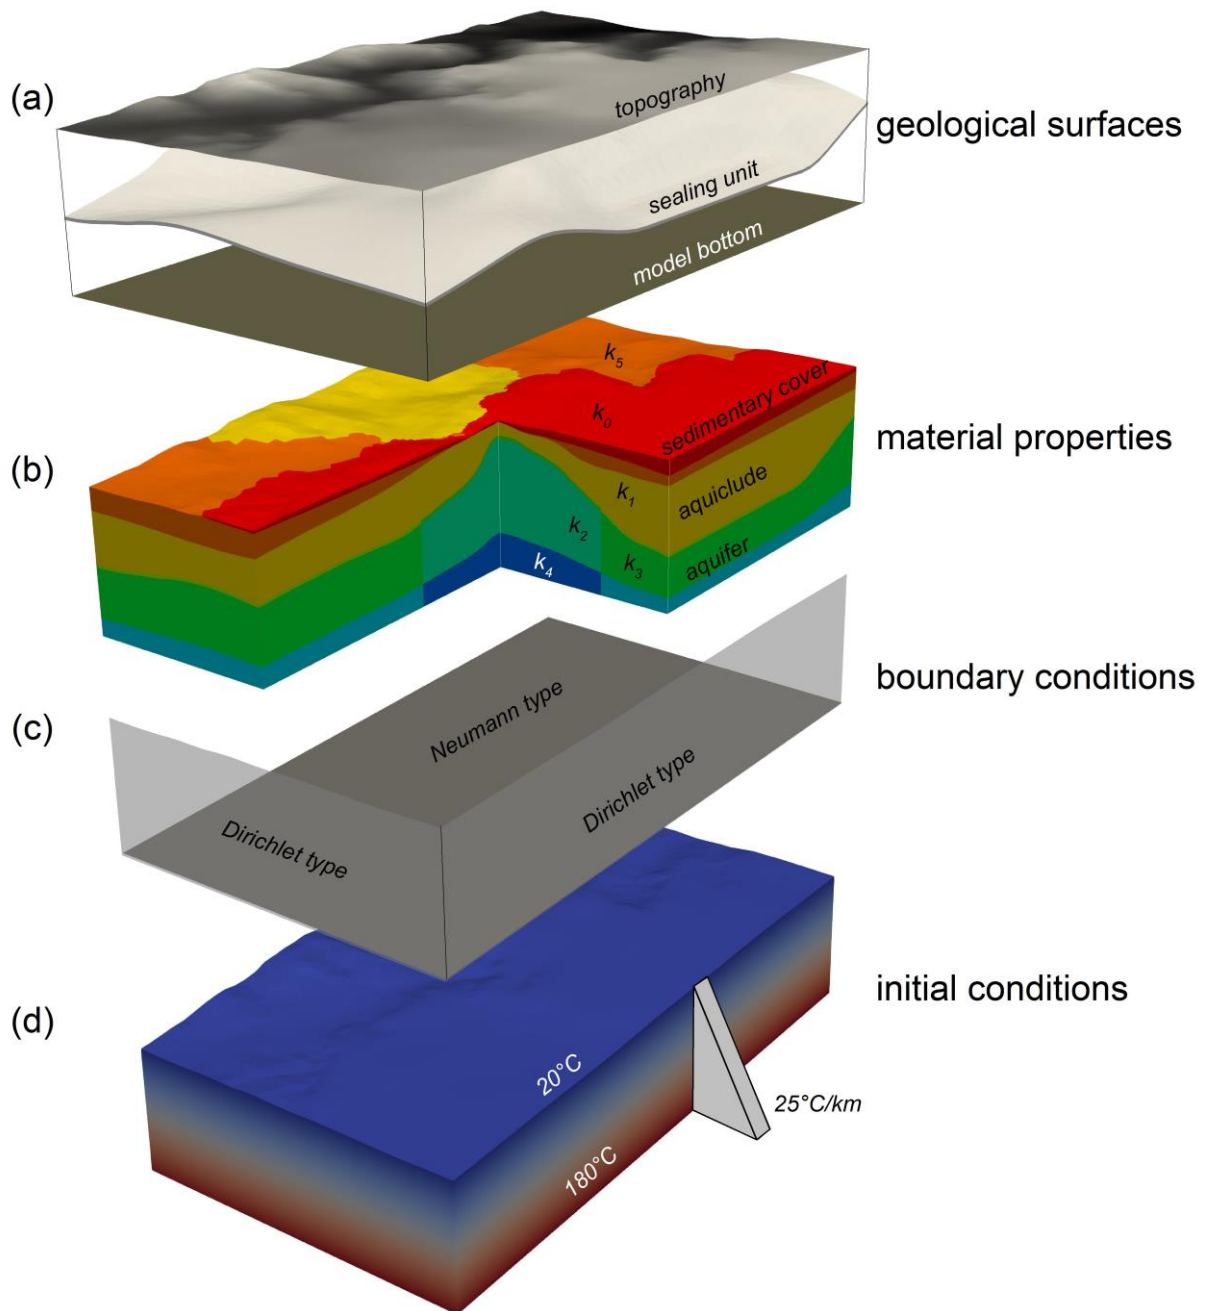 (a)
topography
geological surfaces
sealing unit
model bottom
(b)
k5
k0
sedimentary cover
material properties
k1
aquiclude
k2
k3
aquifer
k4
(c)
boundary conditions
Neumann type
Dirichlet type
Dirichlet type
(d)
initial conditions
20°C
25°C/km
180°C